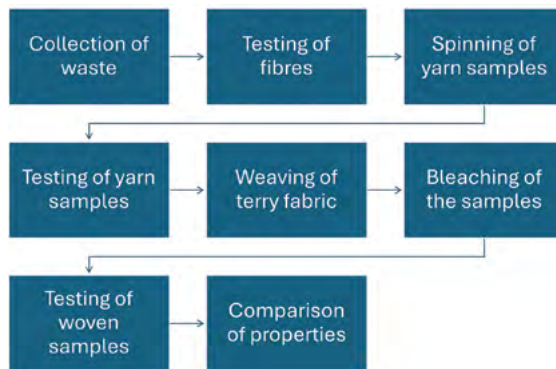 Collection of
waste
Testing of
fibres
Spinning of
yarn samples
Testing of yarn
samples
Weaving of
terry fabric
Bleaching of
the samples
Testing of
woven
samples
Comparison
of properties